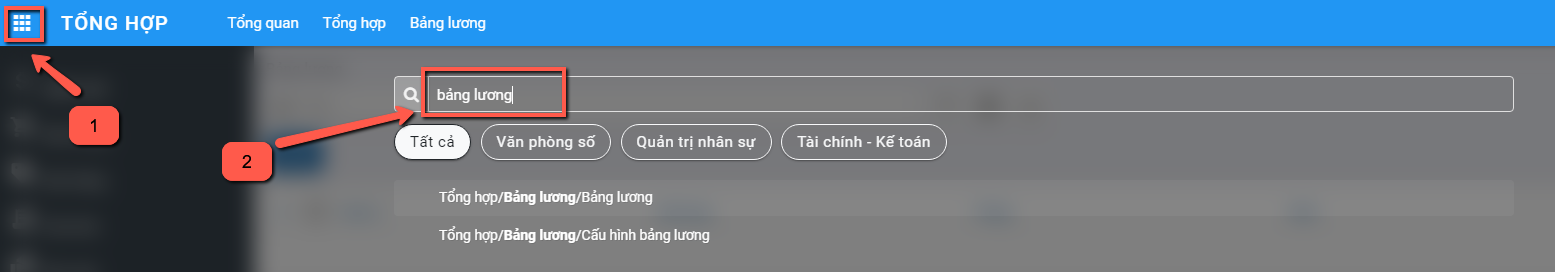 TỔNG HỢP Tổng quan Tổng hợp Bảng lương
bảng lương
1
Tất cả Văn phòng số Quản trị nhân sự Tài chính - Kế toán
2
Tổng hợp/Bảng lương/Bảng lương
Tổng hợp/Bảng lương/Cấu hình bảng lương